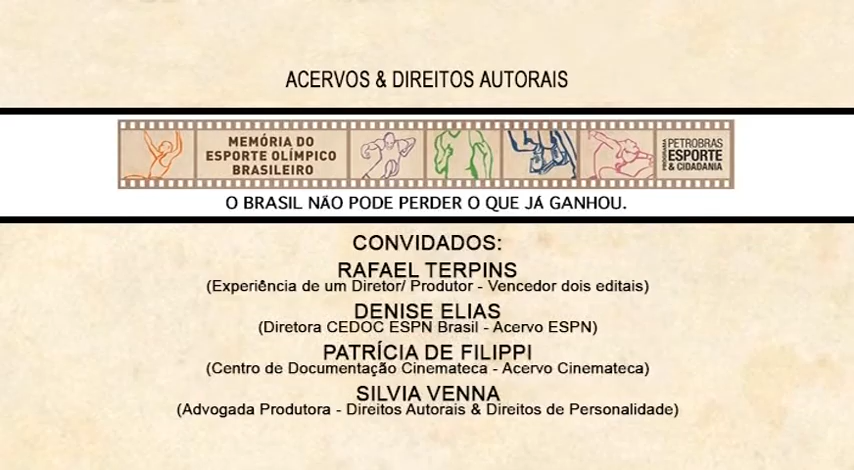 ACERVOS & DIREITOS AUTORAIS
MEMÓRIA DO
ESPORTE OLÍMPICO
BRASILEIRO
PROGRAMA
PETROBRAS
ESPORTE
& CIDADANIA
O BRASIL NÃO PODE PERDER O QUE JÁ GANHOU.
CONVIDADOS:
RAFAEL TERPINS
(Experiência de um Diretor/ Produtor - Vencedor dois editais)
DENISE ELIAS
(Diretora CEDOC ESPN Brasil - Acervo ESPN)
PATRÍCIA DE FILIPPI
(Centro de Documentação Cinemateca - Acervo Cinemateca)
SILVIA VENNA
(Advogada Produtora - Direitos Autorais & Direitos de Personalidade)